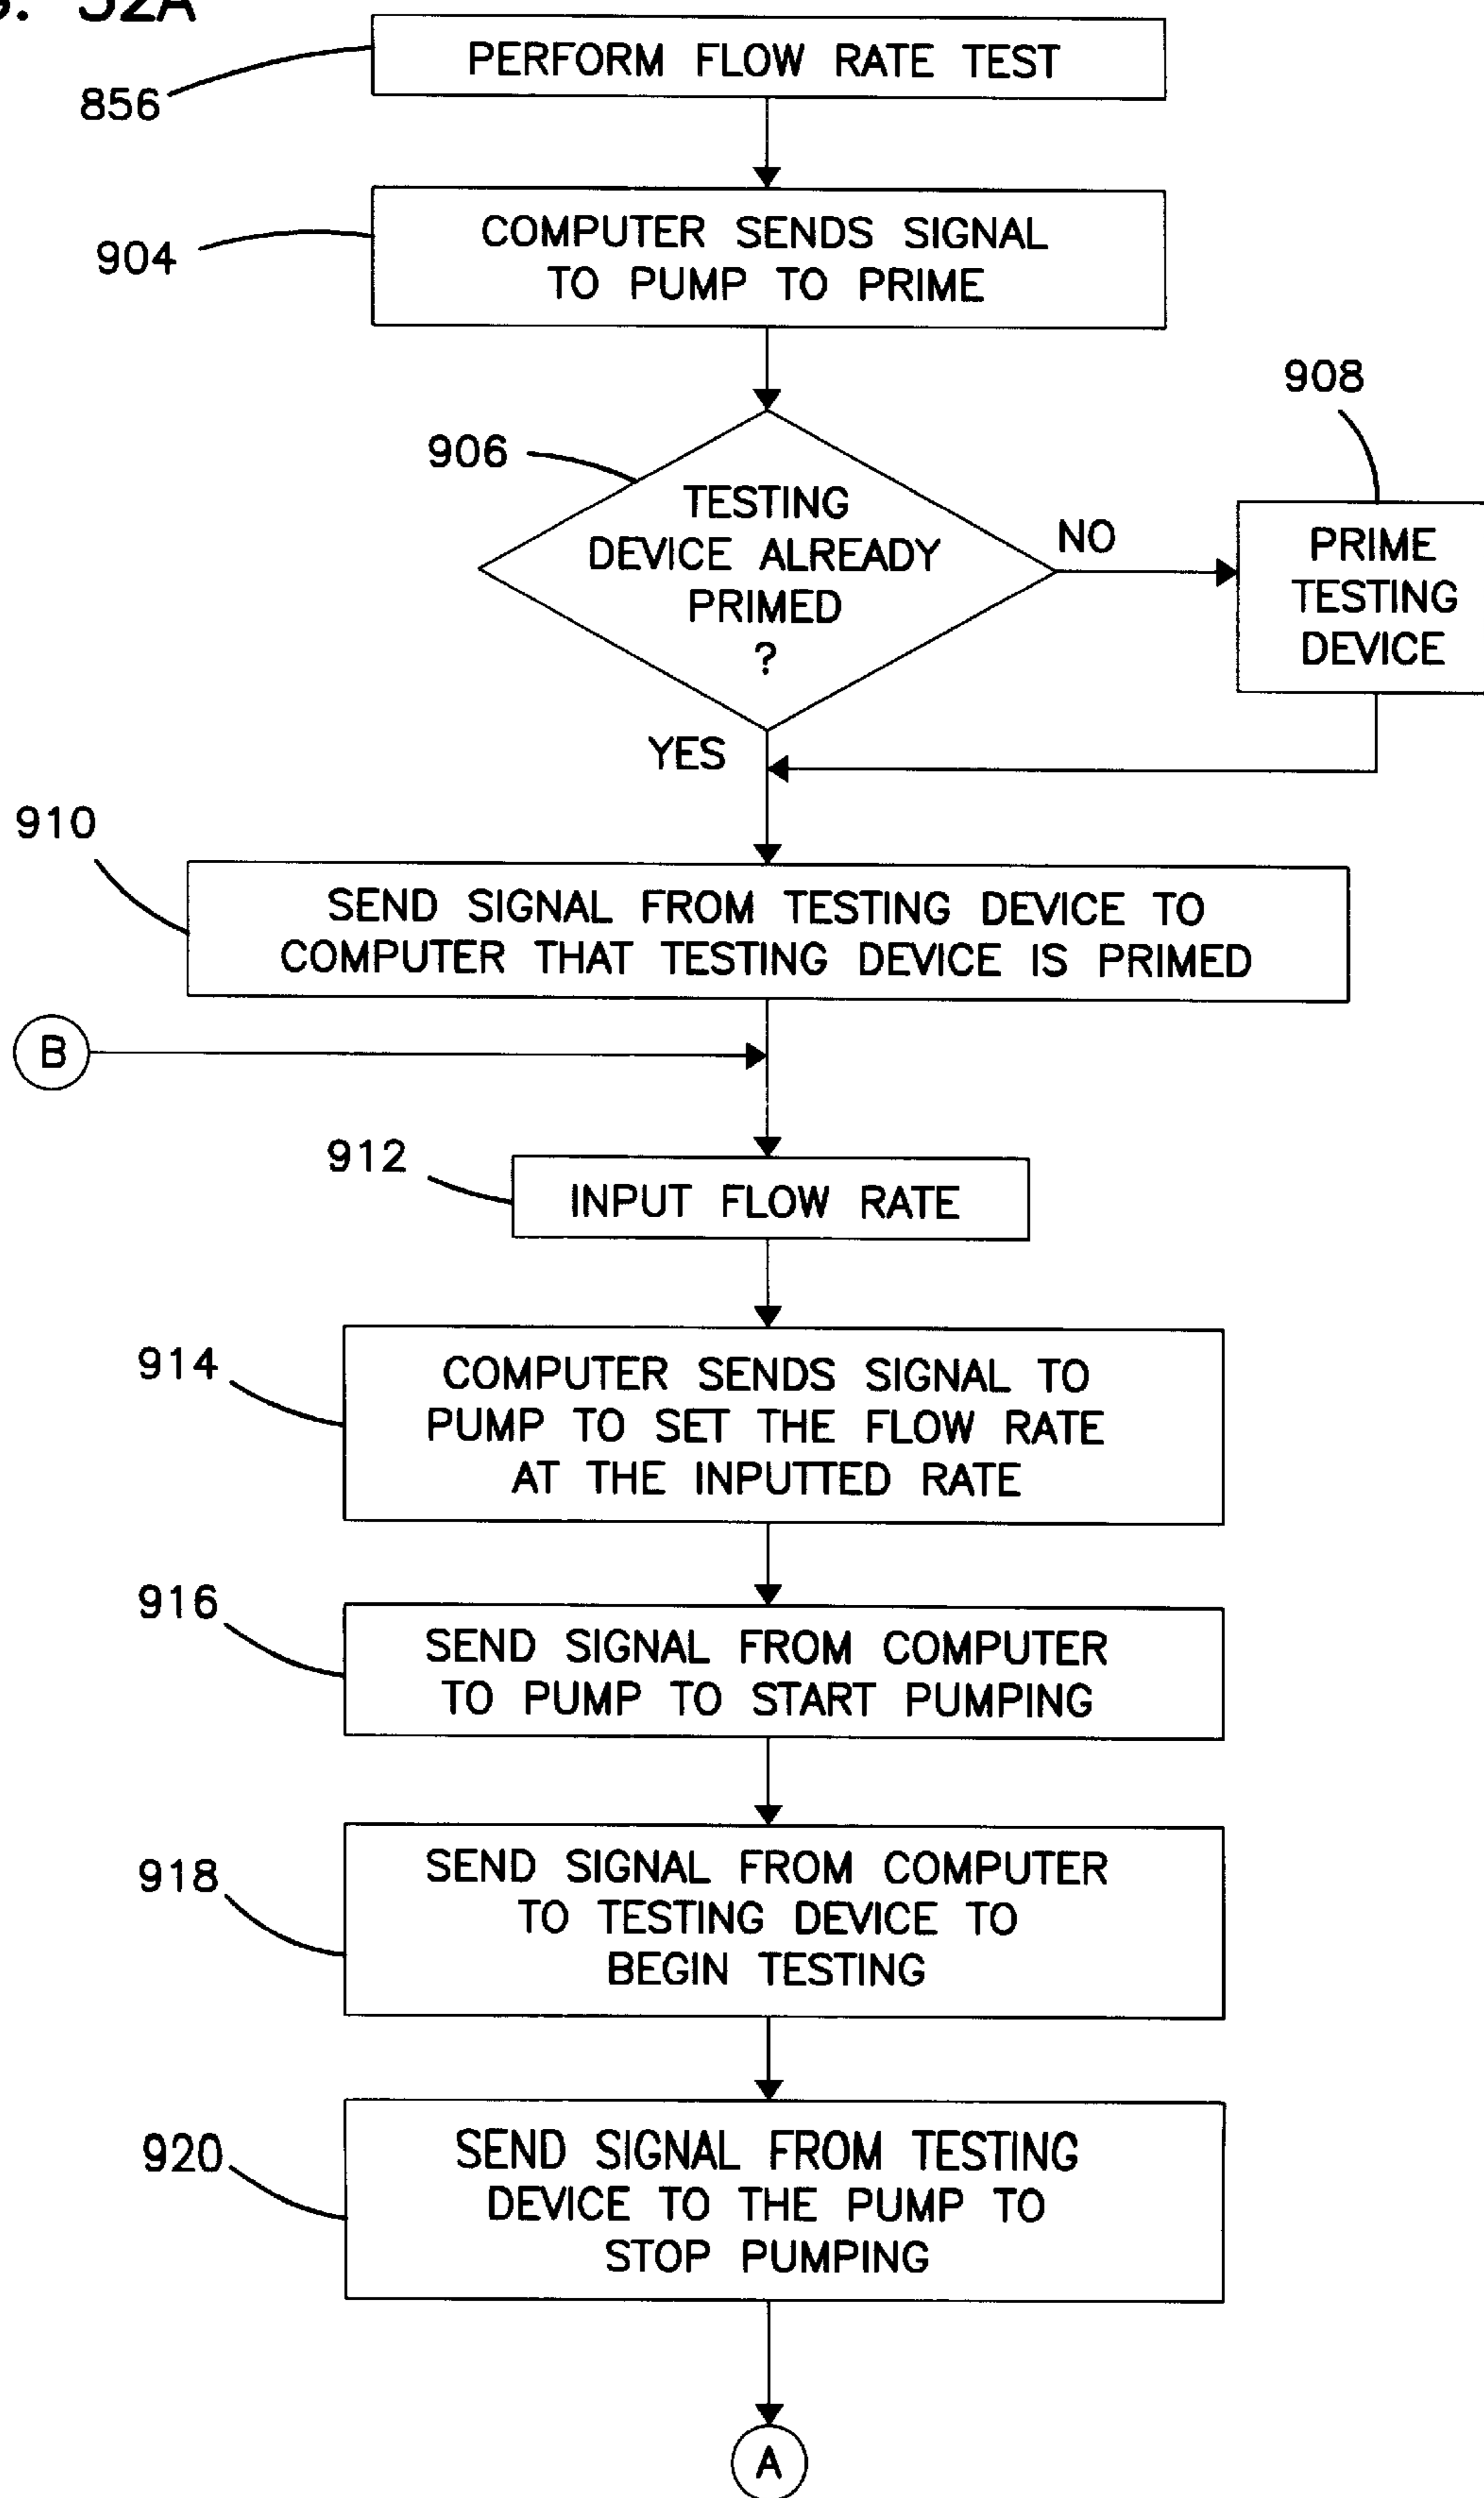 32A
PERFORM FLOW RATE TEST
856
COMPUTER SENDS SIGNAL
TO PUMP TO PRIME
904
908
906
TESTING
DEVICE ALREADY
PRIMED
?
NO
PRIME
TESTING
DEVICE
YES
910
SEND SIGNAL FROM TESTING DEVICE TO
COMPUTER THAT TESTING DEVICE IS PRIMED
B
912
INPUT FLOW RATE
914
COMPUTER SENDS SIGNAL TO
PUMP TO SET THE FLOW RATE
AT THE INPUTTED RATE
916
SEND SIGNAL FROM COMPUTER
TO PUMP TO START PUMPING
918
SEND SIGNAL FROM COMPUTER
TO TESTING DEVICE TO
BEGIN TESTING
920
SEND SIGNAL FROM TESTING
DEVICE TO THE PUMP TO
STOP PUMPING
A